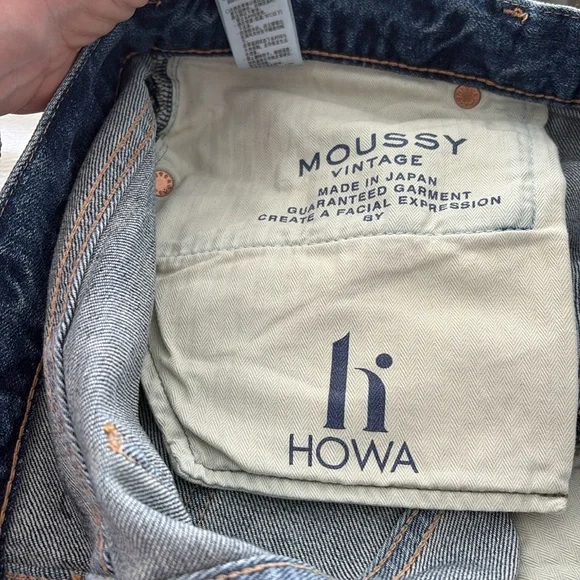 MOUSSY
VINTAGE
MADE IN JAPAN
GUARANTEED GARMENT
CREATE A FACIAL EXPRESSION
BY
h
HOWA